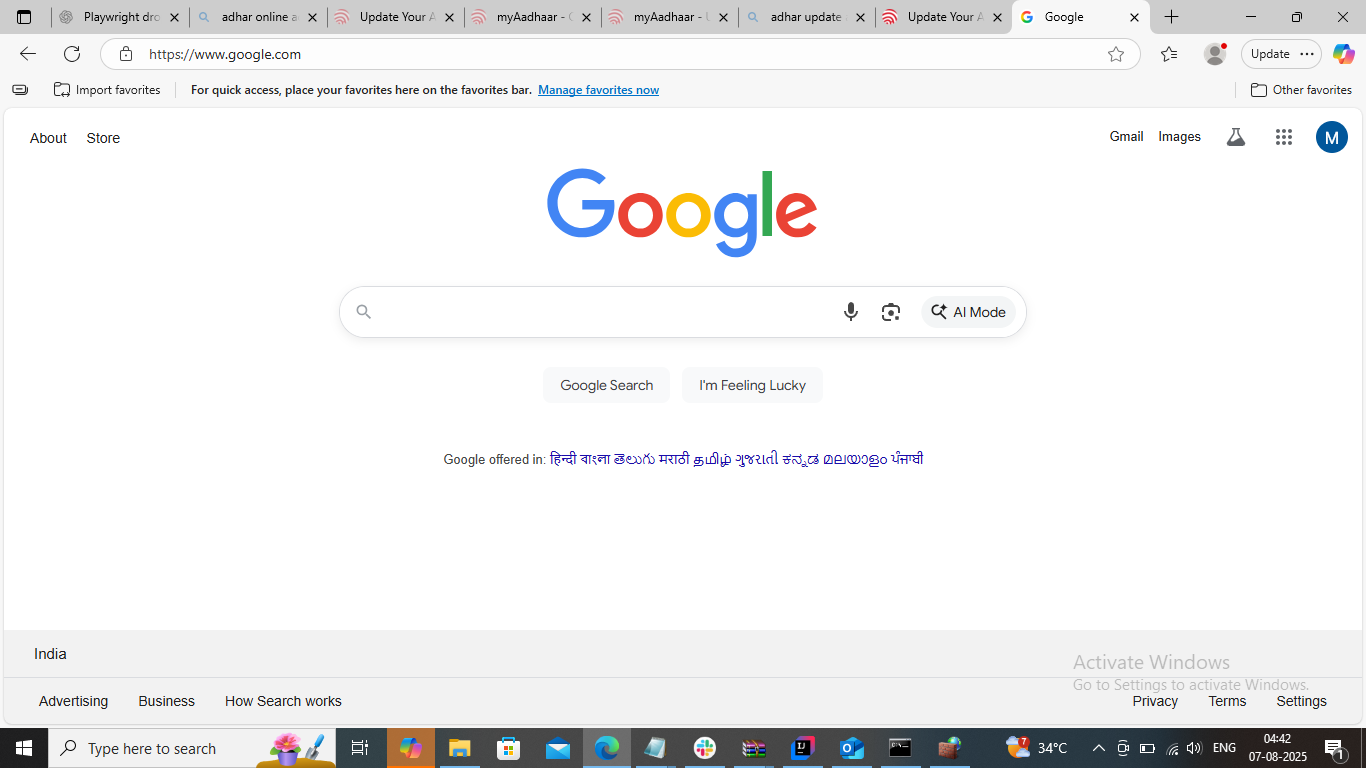 Playwright dro
adhar online a
Update Your A
myAadhaar - 
myAadhaar - U
adhar update
Update Your A
Google
https://www.google.com
Update
Import favorites
For quick access, place your favorites here on the favorites bar. Manage favorites now
Other favorites
About Store
Gmail Images
M
Google
AI Mode
Google Search
I'm Feeling Lucky
Google offered in: हिन्दी বাংলা తెలుగు मराठी தமிழ் ગુજરાતી ಕನ್ನಡ മലയാളം ਪੰਜਾਬੀ
India
Activate Windows
Go to Settings to activate Windows.
Advertising Business How Search works
Privacy Terms Settings
Type here to search
7
34°C
ENG
04:42
07-08-2025
1